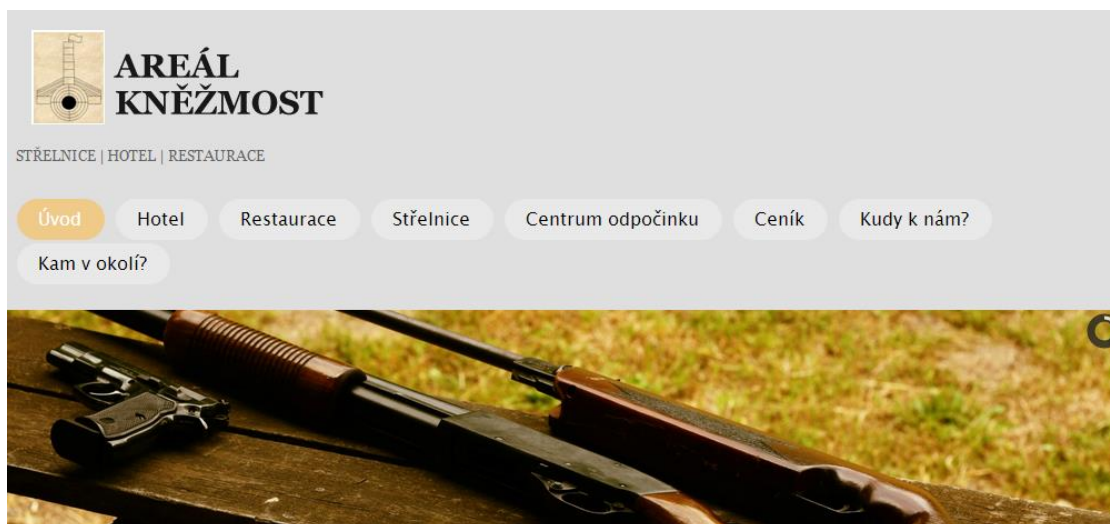 AREÁL
KNĚŽMOST
STŘELNICE | HOTEL | RESTAURACE
Úvod Hotel Restaurace Střelnice Centrum odpočinku Ceník Kudy k nám?
Kam v okolí?